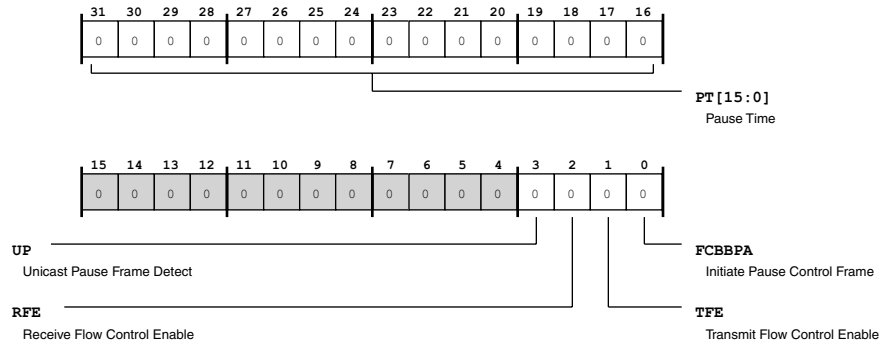 31 30 29 28 27 26 25 24 23 22 21 20 19 18 17 16
0 0 0 0 0 0 0 0 0 0 0 0 0 0 0 0
PT[15:0]
Pause Time
15 14 13 12 11 10 9 8 7 6 5 4 3 2 1 0
0 0 0 0 0 0 0 0 0 0 0 0 0 0 0 0
UP
Unicast Pause Frame Detect
FCBBPA
Initiate Pause Control Frame
RFE
Receive Flow Control Enable
TFE
Transmit Flow Control Enable